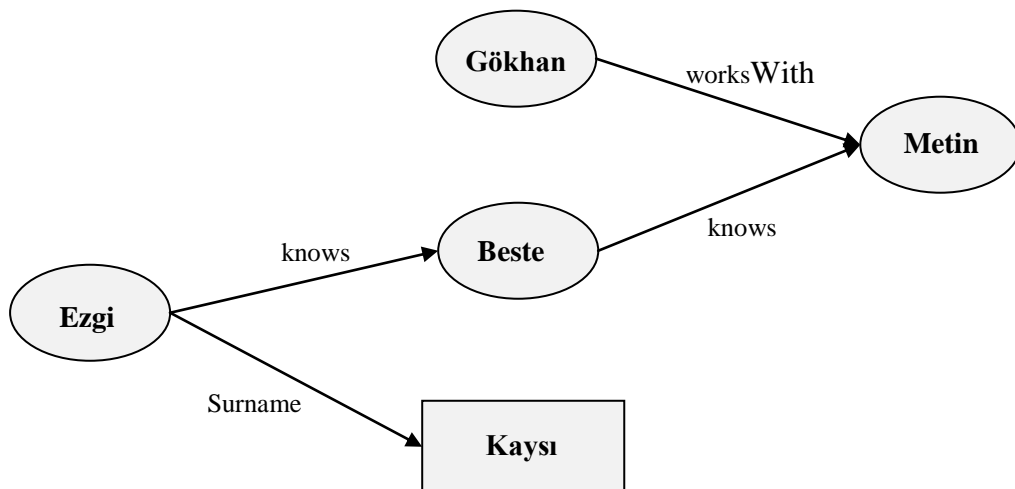 Gökhan
worksWith
Metin
knows
Beste
knows
Ezgi
Surname
Kaysı